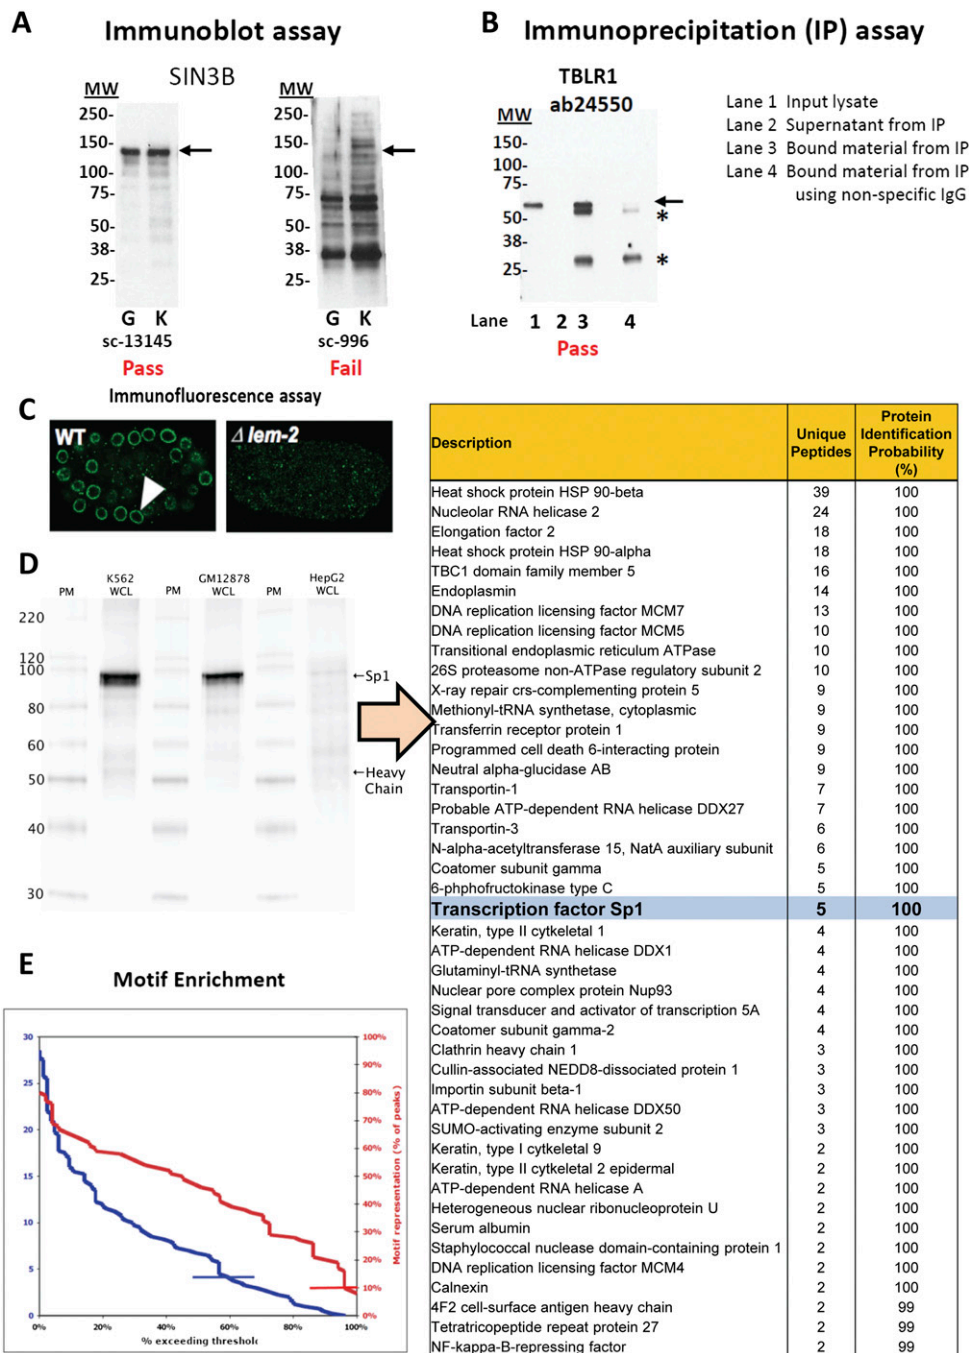 A
Immunoblot assay
SIN3B
MW
250-
150-
100-
75-
50-
38-
25-
G K
sc-13145
Pass
MW
250-
150-
100-
75-
50-
38-
25-
G K
sc-996
Fail
B
Immunoprecipitation (IP) assay
TBLR1
ab24550
MW
150-
100-
75-
50-
38-
25-
*
*
Lane 1 2 3 4
Pass
Lane 1 Input lysate
Lane 2 Supernatant from IP
Lane 3 Bound material from IP
Lane 4 Bound material from IP
using non-specific IgG
C
Immunofluorescence assay
WT
Δ lem-2
D
PM
K562
WCL
PM
GM12878
WCL
PM
HepG2
WCL
220
120
100
80
60
50
40
30
←Sp1
←Heavy
Chain
Description Unique Peptides Protein Identification Probability (%)
Heat shock protein HSP 90-beta 39 100
Nucleolar RNA helicase 2 24 100
Elongation factor 2 18 100
Heat shock protein HSP 90-alpha 18 100
TBC1 domain family member 5 16 100
Endoplasmin 14 100
DNA replication licensing factor MCM7 13 100
DNA replication licensing factor MCM5 10 100
Transitional endoplasmic reticulum ATPase 10 100
26S proteasome non-ATPase regulatory subunit 2 10 100
X-ray repair crs-complementing protein 5 9 100
Methionyl-tRNA synthetase, cytoplasmic 9 100
Transferrin receptor protein 1 9 100
Programmed cell death 6-interacting protein 9 100
Neutral alpha-glucidase AB 9 100
Transportin-1 7 100
Probable ATP-dependent RNA helicase DDX27 7 100
Transportin-3 6 100
N-alpha-acetyltransferase 15, NatA auxiliary subunit 6 100
Coatomer subunit gamma 5 100
6-phphofructokinase type C 5 100
Transcription factor Sp1 5 100
Keratin, type II cytkeletal 1 4 100
ATP-dependent RNA helicase DDX1 4 100
Glutaminyl-tRNA synthetase 4 100
Nuclear pore complex protein Nup93 4 100
Signal transducer and activator of transcription 5A 4 100
Coatomer subunit gamma-2 4 100
Clathrin heavy chain 1 3 100
Cullin-associated NEDD8-dissociated protein 1 3 100
Importin subunit beta-1 3 100
ATP-dependent RNA helicase DDX50 3 100
SUMO-activating enzyme subunit 2 3 100
Keratin, type I cytkeletal 9 2 100
Keratin, type II cytkeletal 2 epidermal 2 100
ATP-dependent RNA helicase A 2 100
Heterogeneous nuclear ribonucleoprotein U 2 100
Serum albumin 2 100
Staphylococcal nuclease domain-containing protein 1 2 100
DNA replication licensing factor MCM4 2 100
Calnexin 2 100
4F2 cell-surface antigen heavy chain 2 99
Tetratricopeptide repeat protein 27 2 99
NF-kappa-B-repressing factor 2 99
E
Motif Enrichment
30
25
20
15
10
5
0
100%
90%
80%
70%
60%
50%
40%
30%
20%
10%
0%
Motif representation (% of peaks)
0% 20% 40% 60% 80% 100%
% exceeding threshold